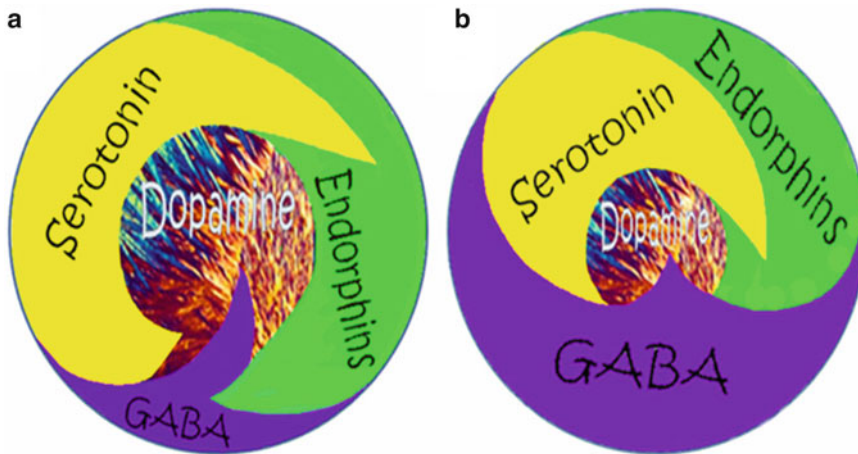 a
Serotonin
Dopamine
Endorphins
GABA
b
Endorphins
Serotonin
Dopamine
GABA